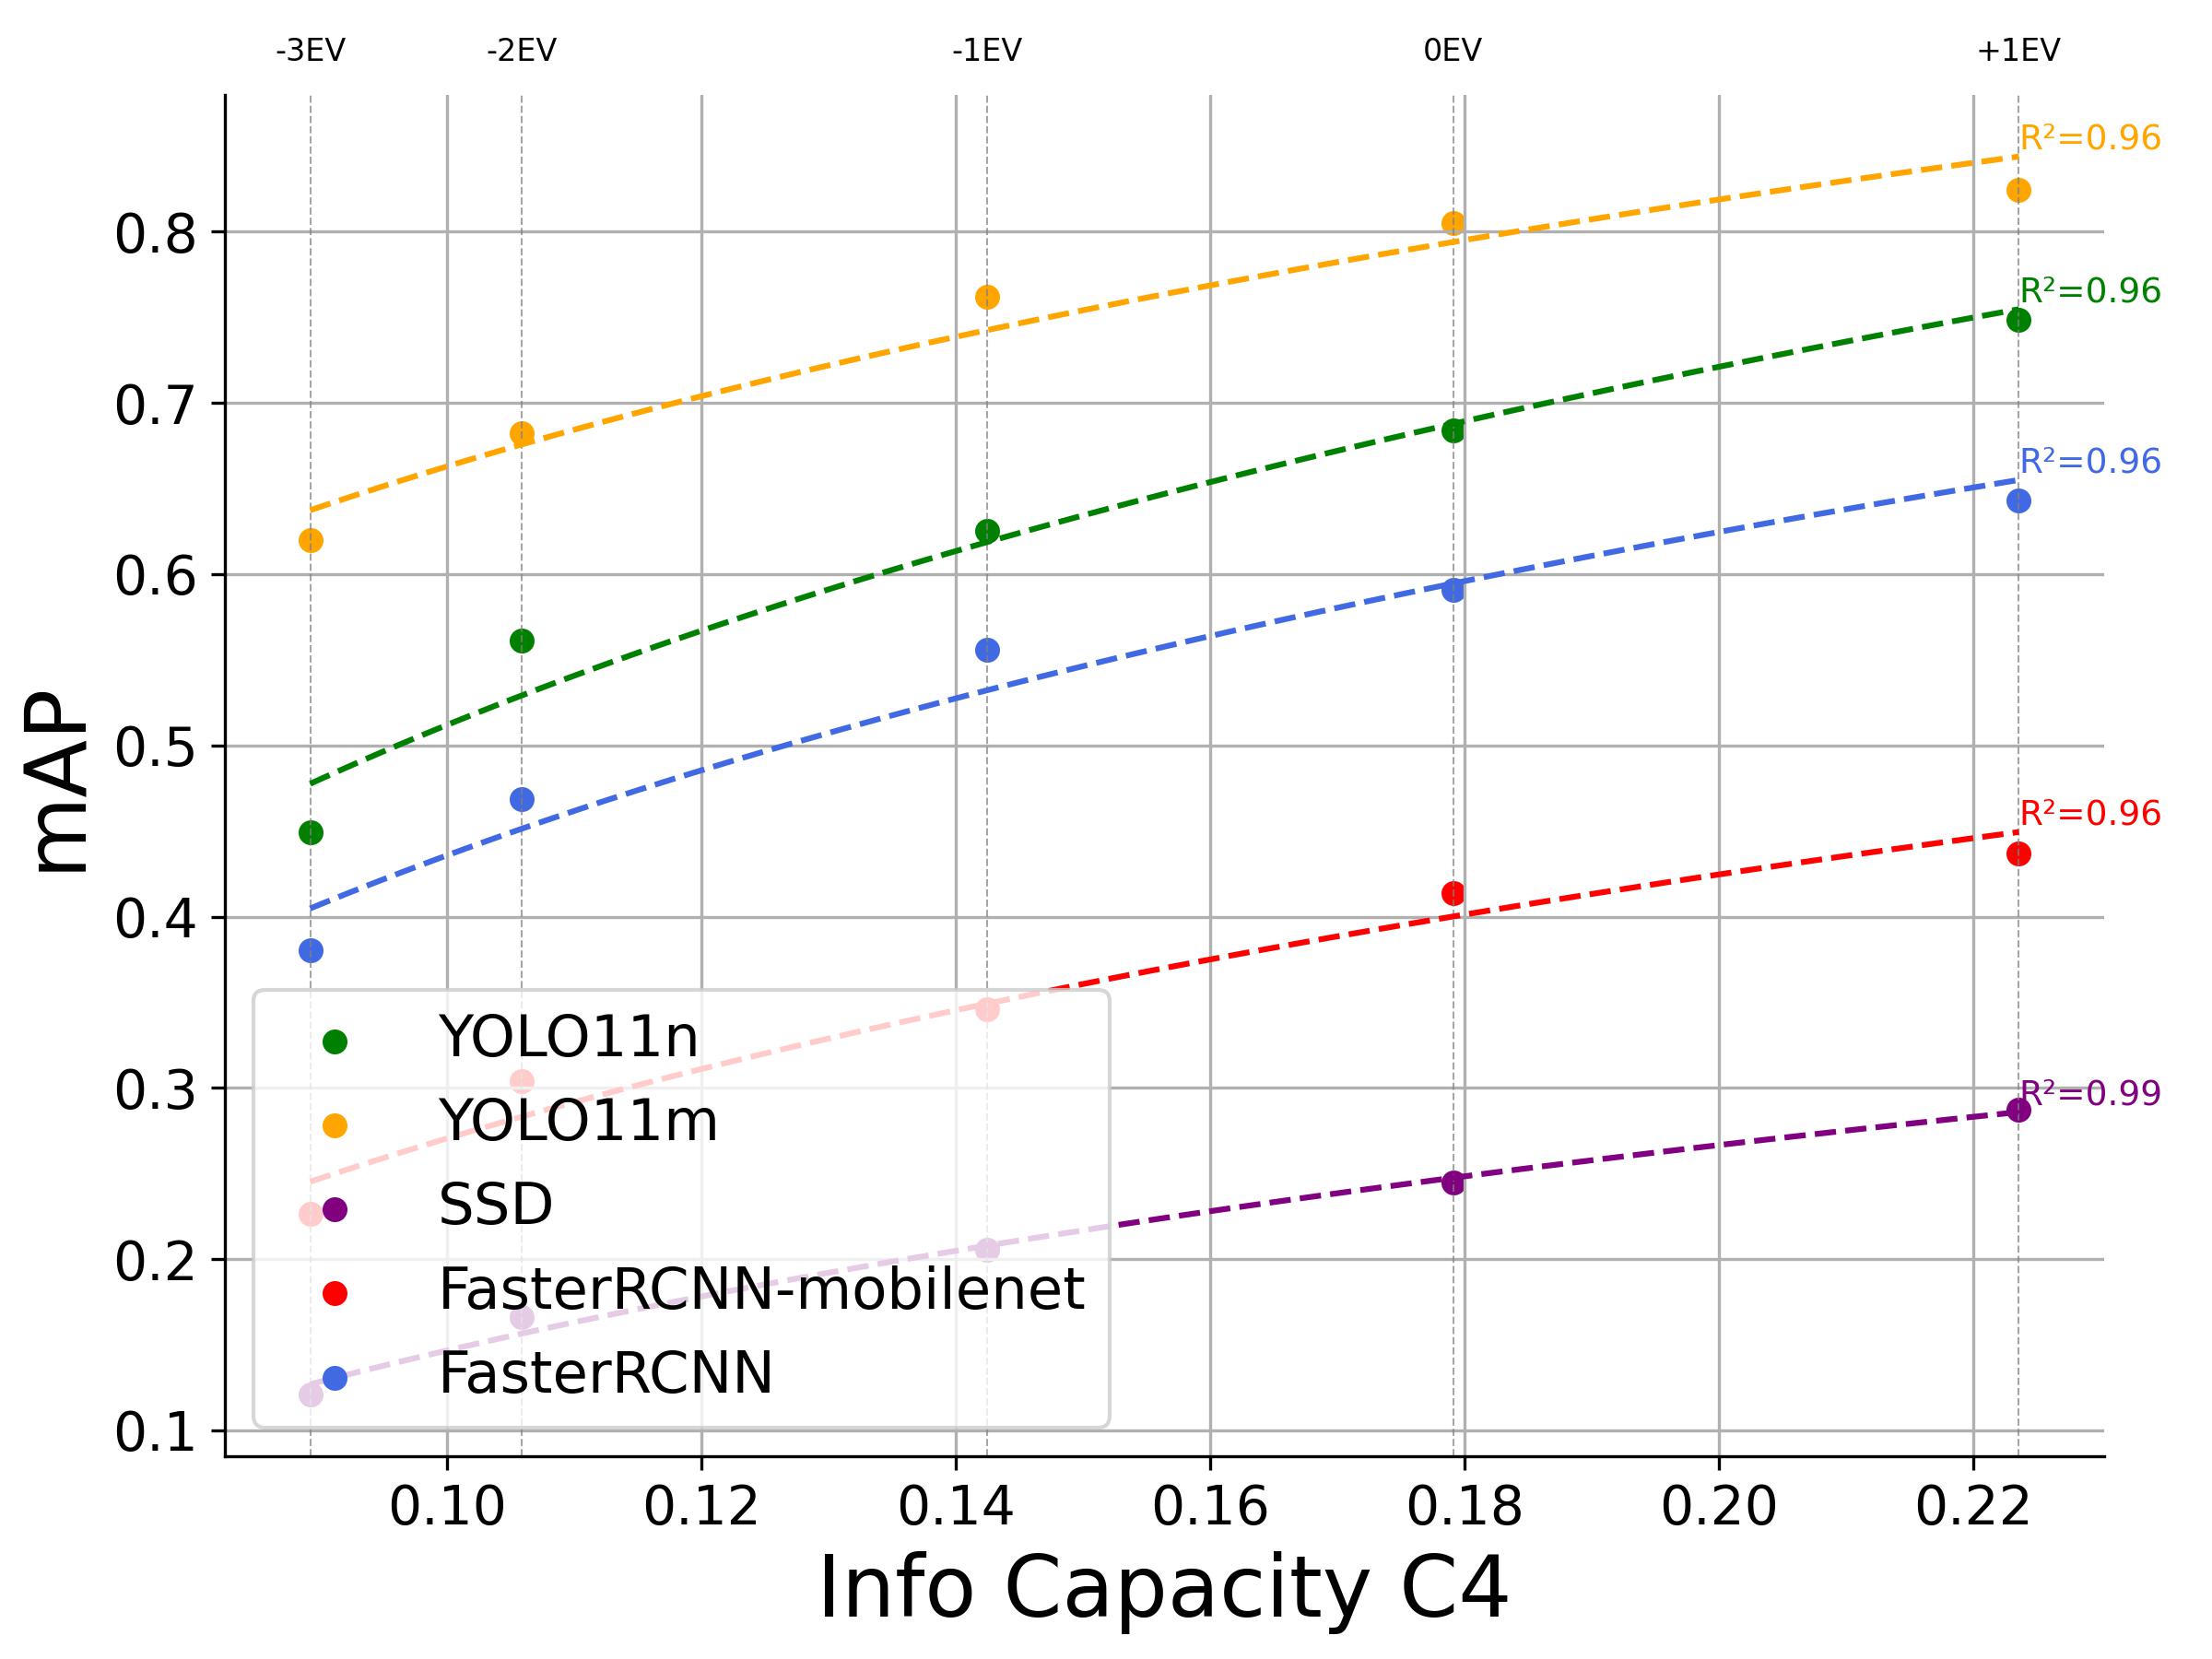 -3EV -2EV -1EV 0EV +1EV
R²=0.96
R²=0.96
R²=0.96
R²=0.96
R²=0.99
mAP
0.8
0.7
0.6
0.5
0.4
0.3
0.2
0.1
YOLO11n
YOLO11m
SSD
FasterRCNN-mobilenet
FasterRCNN
0.10 0.12 0.14 0.16 0.18 0.20 0.22
Info Capacity C4